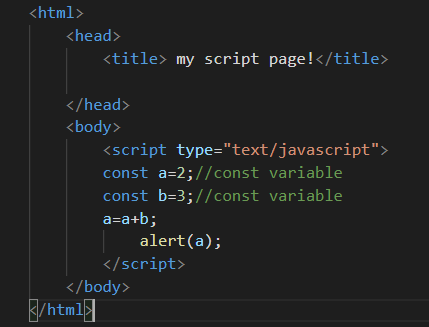 <html>
<head>
<title> my script page!</title>
</head>
<body>
<script type="text/javascript">
const a=2;//const variable
const b=3;//const variable
a=a+b;
alert(a);
</script>
</body>
</html>